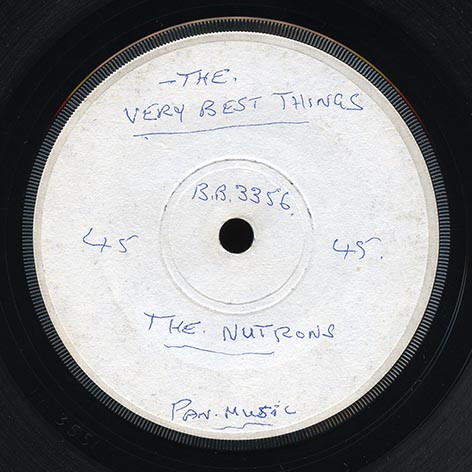 -THE.
VERY BEST THINGS
B.B.3356.
45 45.
THE. NUTRONS
PAN. MUSIC